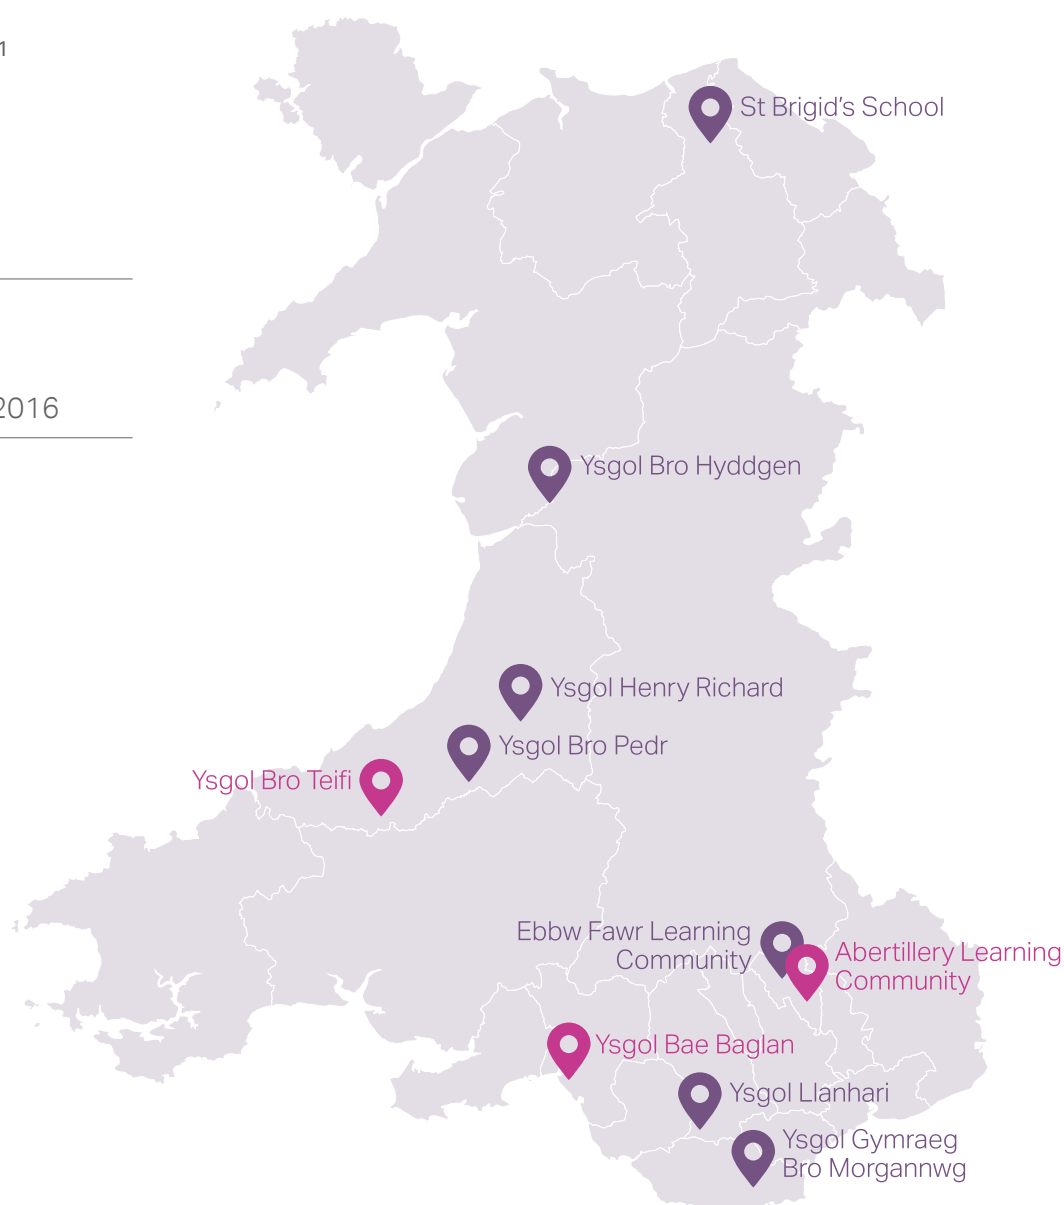 1
2016
St Brigid's School
Ysgol Bro Hyddgen
Ysgol Henry Richard
Ysgol Bro Pedr
Ysgol Bro Teifi
Ebbw Fawr Learning
Community
Abertillery Learning
Community
Ysgol Bae Baglan
Ysgol Llanhari
Ysgol Gymraeg
Bro Morgannwg